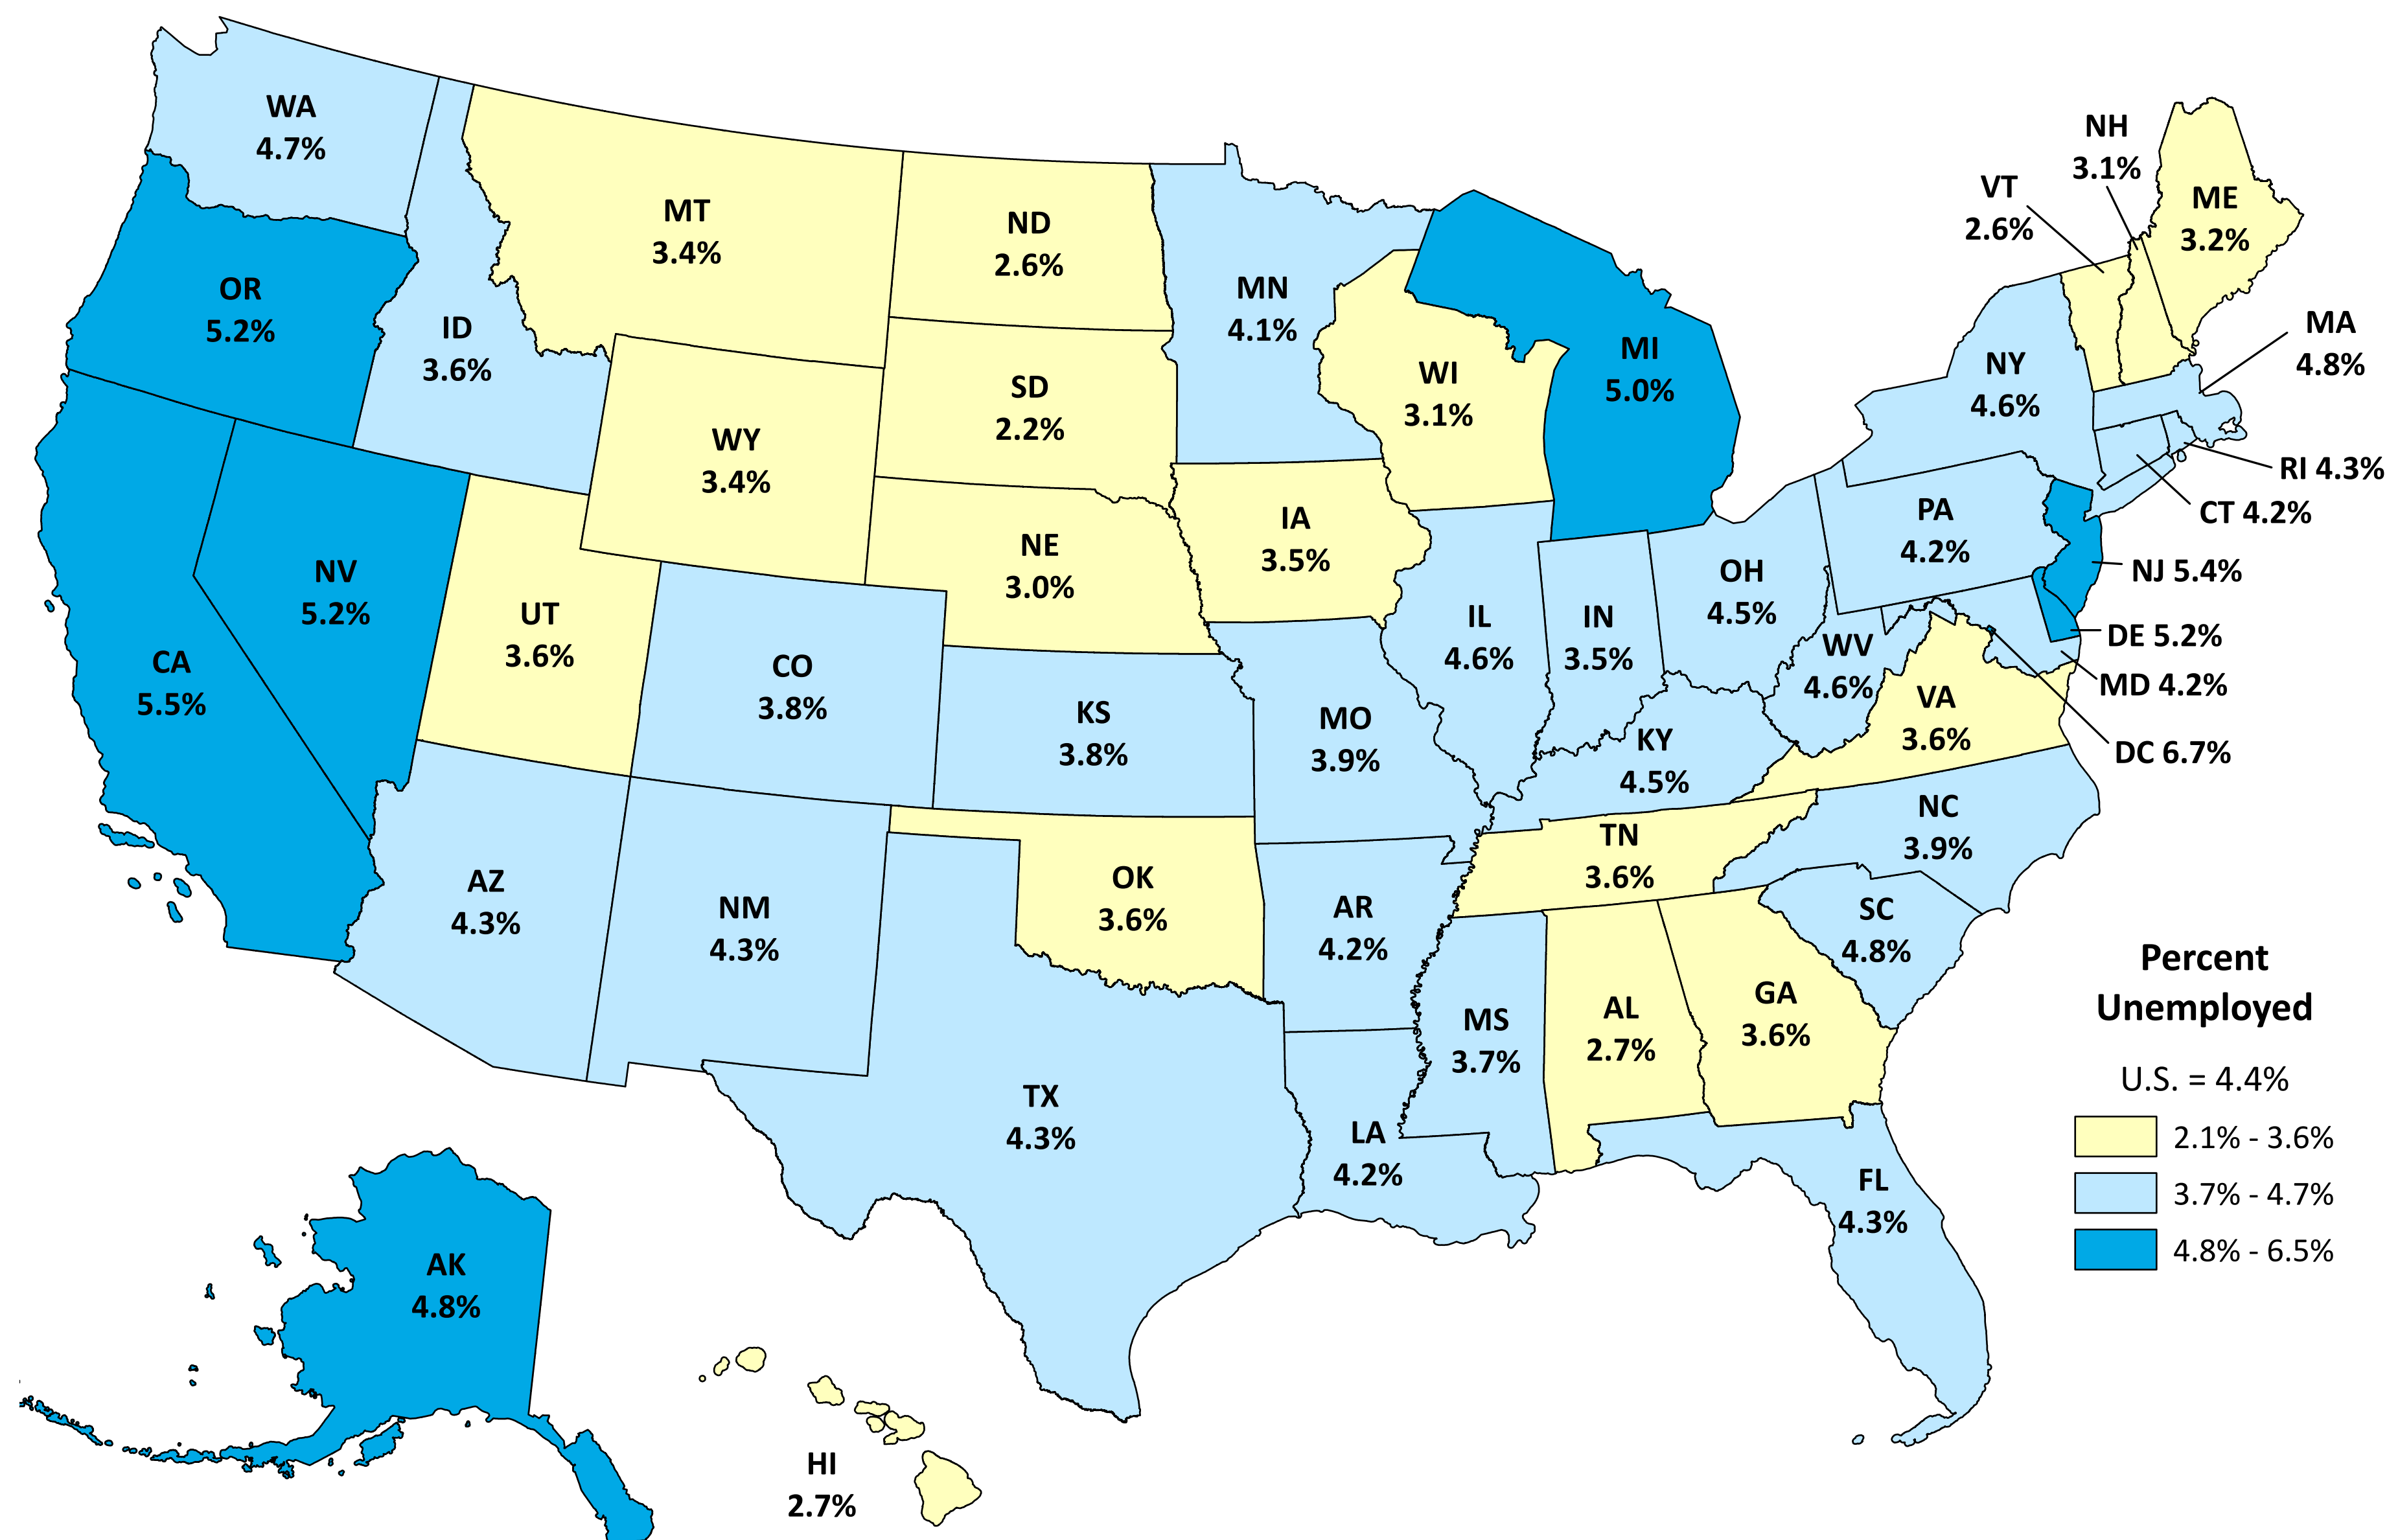 WA
4.7%
OR
5.2%
CA
5.5%
NV
5.2%
ID
3.6%
MT
3.4%
WY
3.4%
UT
3.6%
CO
3.8%
AZ
4.3%
NM
4.3%
ND
2.6%
SD
2.2%
NE
3.0%
KS
3.8%
OK
3.6%
TX
4.3%
MN
4.1%
IA
3.5%
MO
3.9%
AR
4.2%
LA
4.2%
WI
3.1%
IL
4.6%
MI
5.0%
IN
3.5%
OH
4.5%
KY
4.5%
TN
3.6%
MS
3.7%
AL
2.7%
GA
3.6%
FL
4.3%
SC
4.8%
NC
3.9%
VA
3.6%
WV
4.6%
PA
4.2%
NY
4.6%
VT
2.6%
NH
3.1%
ME
3.2%
MA
4.8%
RI 4.3%
CT 4.2%
NJ 5.4%
DE 5.2%
MD 4.2%
DC 6.7%
AK
4.8%
HI
2.7%
Percent
Unemployed
U.S. = 4.4%
2.1% - 3.6%
3.7% - 4.7%
4.8% - 6.5%